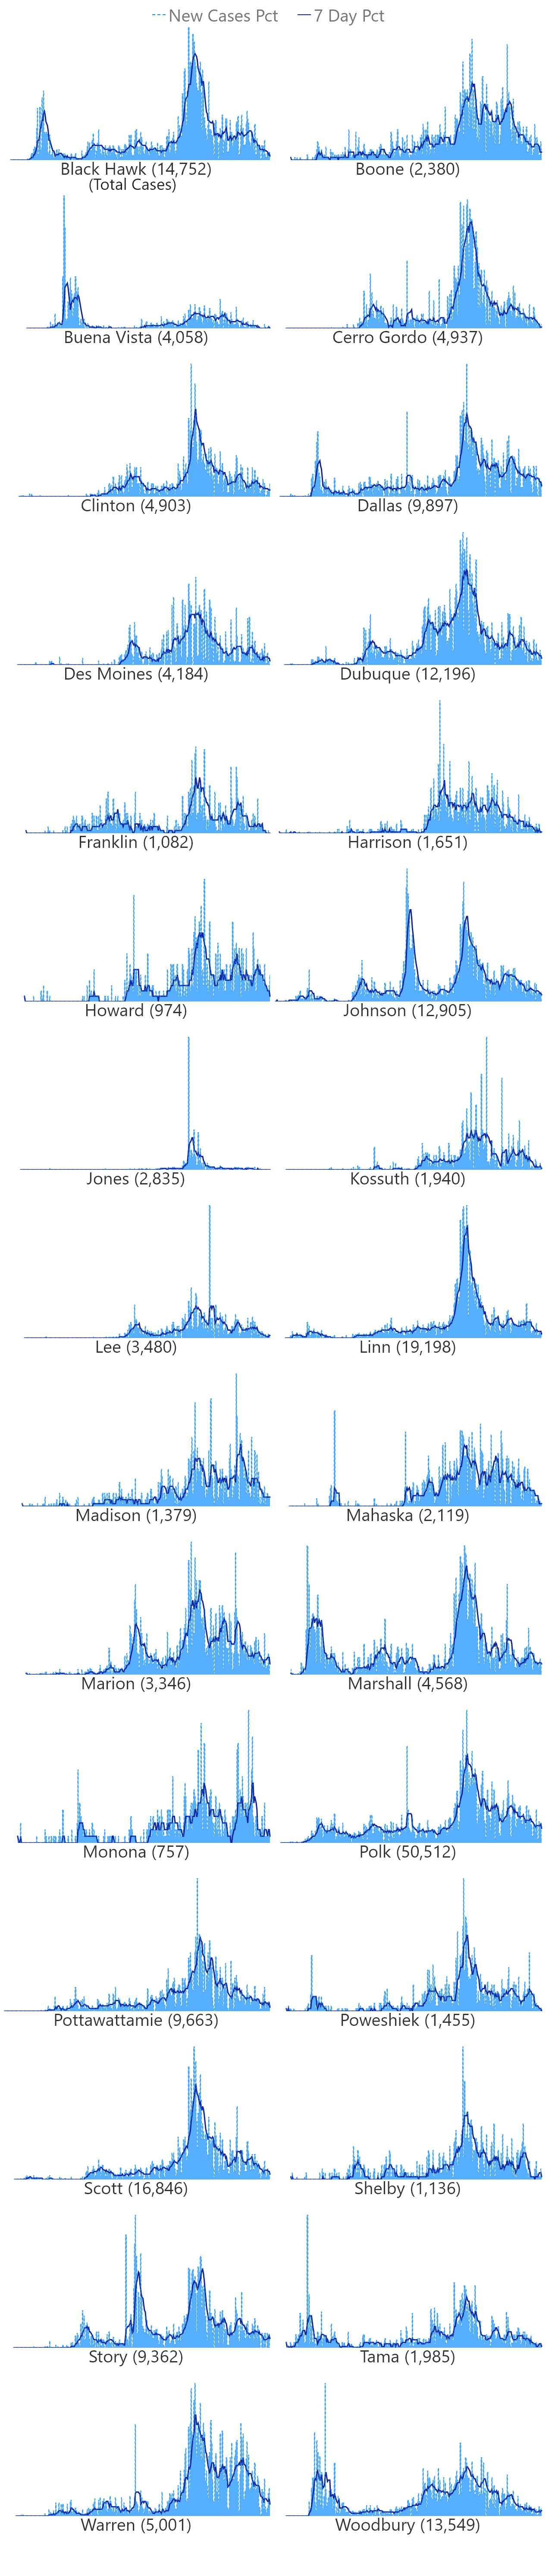 New Cases Pct 7 Day Pct
Black Hawk (14,752) Boone (2,380)
(Total Cases)
Buena Vista (4,058) Cerro Gordo (4,937)
Clinton (4,903) Dallas (9,897)
Des Moines (4,184) Dubuque (12,196)
Franklin (1,082) Harrison (1,651)
Howard (974) Johnson (12,905)
Jones (2,835) Kossuth (1,940)
Lee (3,480) Linn (19,198)
Madison (1,379) Mahaska (2,119)
Marion (3,346) Marshall (4,568)
Monona (757) Polk (50,512)
Pottawattamie (9,663) Poweshiek (1,455)
Scott (16,846) Shelby (1,136)
Story (9,362) Tama (1,985)
Warren (5,001) Woodbury (13,549)